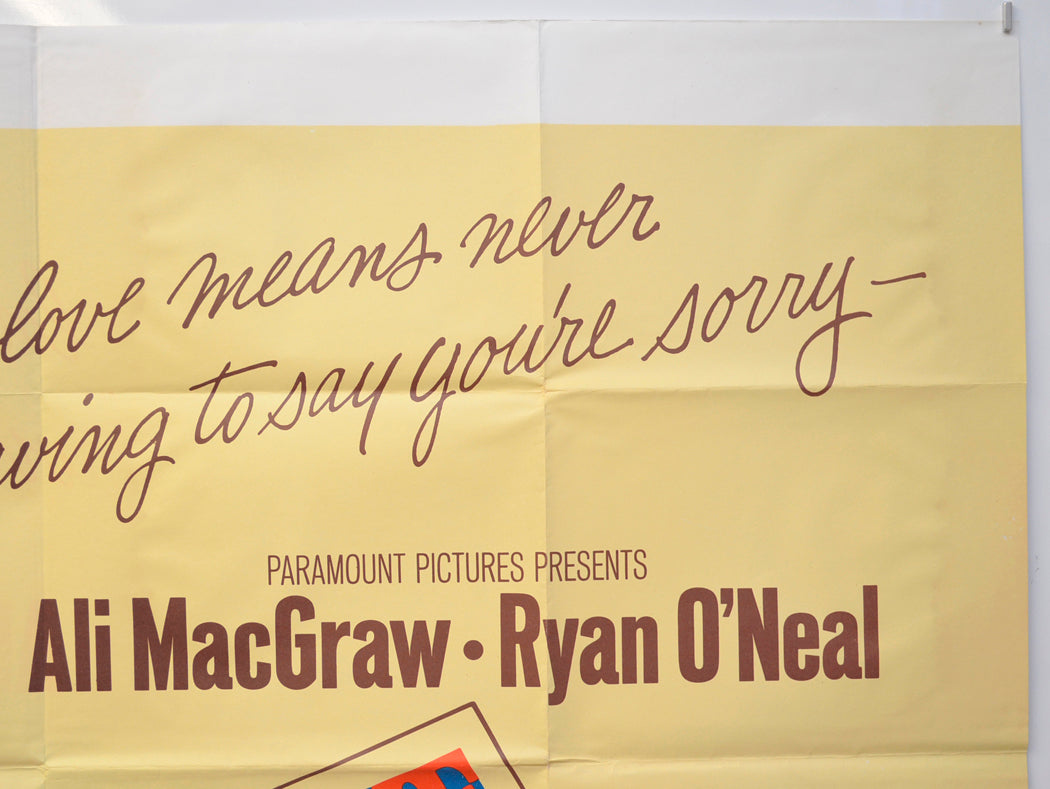 love means never
ving to say you're sorry—
PARAMOUNT PICTURES PRESENTS
Ali MacGraw • Ryan O'Neal